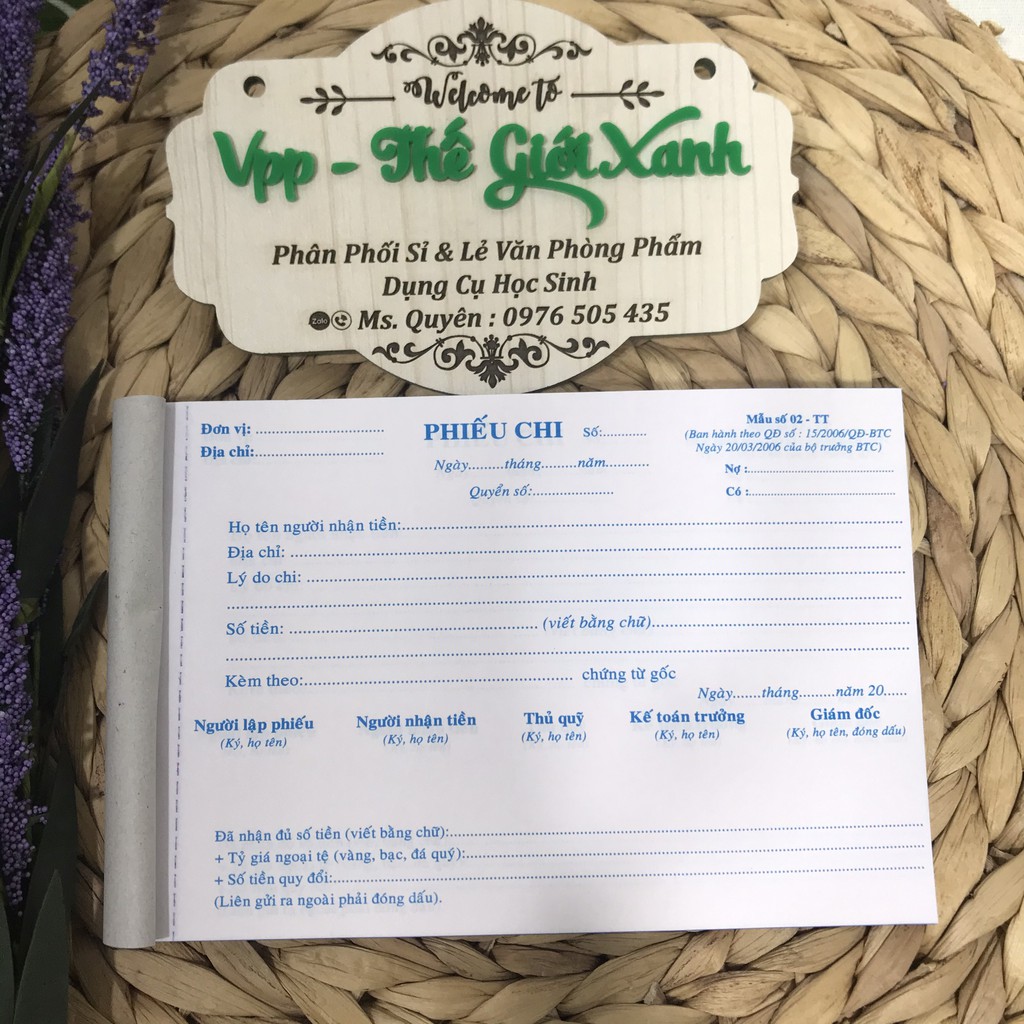 Welcome to
Vpp - Thế Giới Xanh
Phân Phối Sỉ & Lẻ Văn Phòng Phẩm
Dụng Cụ Học Sinh
Zalo Ms. Quyên : 0976 505 435
Đơn vị: ............................
Địa chỉ:............................
PHIẾU CHI Số:............
Ngày.........tháng.........năm...........
Quyển số:.....................
Mẫu số 02 - TT
(Ban hành theo QĐ số : 15/2006/QĐ-BTC
Ngày 20/03/2006 của bộ trưởng BTC)
Nợ :........................................
Có :........................................
Họ tên người nhận tiền:............................................................
Địa chỉ: ............................................................
Lý do chi: ............................................................
............................................................
Số tiền: ........................................ (viết bằng chữ)........................................
............................................................
Kèm theo:........................................ chứng từ gốc
Ngày.......tháng.........năm 20......
Người lập phiếu Người nhận tiền Thủ quỹ Kế toán trưởng Giám đốc
(Ký, họ tên) (Ký, họ tên) (Ký, họ tên) (Ký, họ tên) (Ký, họ tên, đóng dấu)
Đã nhận đủ số tiền (viết bằng chữ):............................................................
+ Tỷ giá ngoại tệ (vàng, bạc, đá quý):............................................................
+ Số tiền quy đổi:............................................................
(Liên gửi ra ngoài phải đóng dấu).